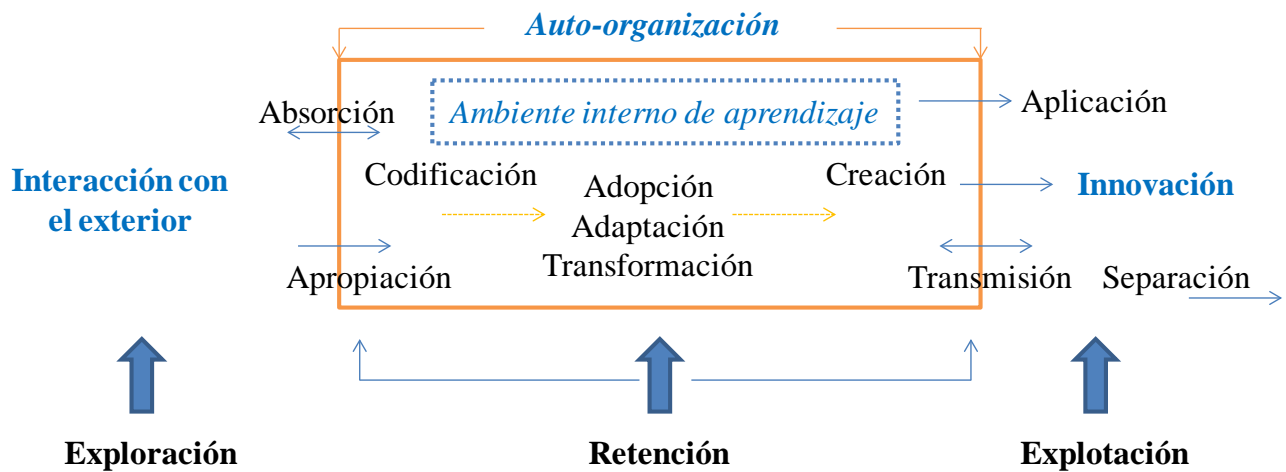 Auto-organización
Ambiente interno de aprendizaje
Absorción
Aplicación
Interacción con
el exterior
Codificación
Adopción
Adaptación
Transformación
Creación
Innovación
Apropiación
Transmisión
Separación
Exploración
Retención
Explotación